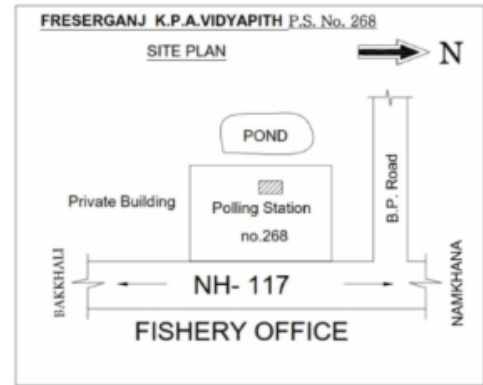 FRESERGANJ K.P.A.VIDYAPITH P.S. No. 268
SITE PLAN
N
POND
B.P. Road
Private Building
Polling Station
no.268
BAKKHALI
NH- 117
NAMKHANA
FISHERY OFFICE